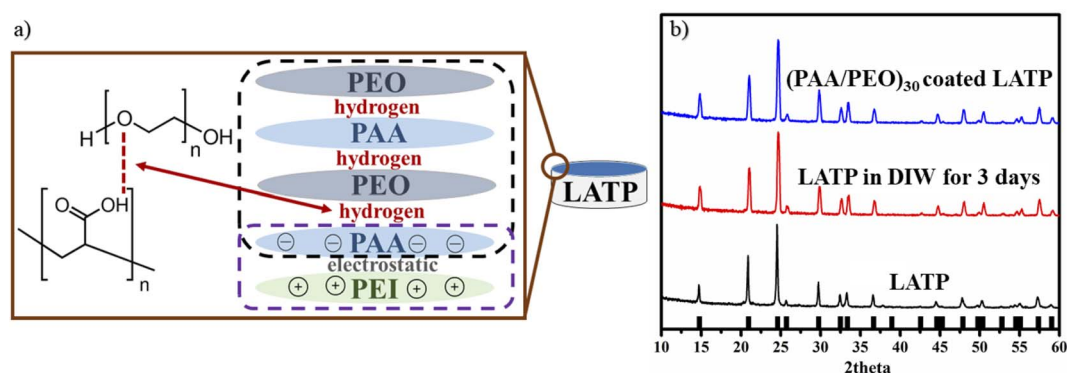 a)
PEO
hydrogen
PAA
hydrogen
PEO
hydrogen
⊖ ⊖ PAA ⊖ ⊖
electrostatic
⊕ ⊕ PEI ⊕ ⊕
H
O
OH
n
O
OH
n
LATP
b)
(PAA/PEO)30 coated LATP
LATP in DIW for 3 days
LATP
10 15 20 25 30 35 40 45 50 55 60
2theta